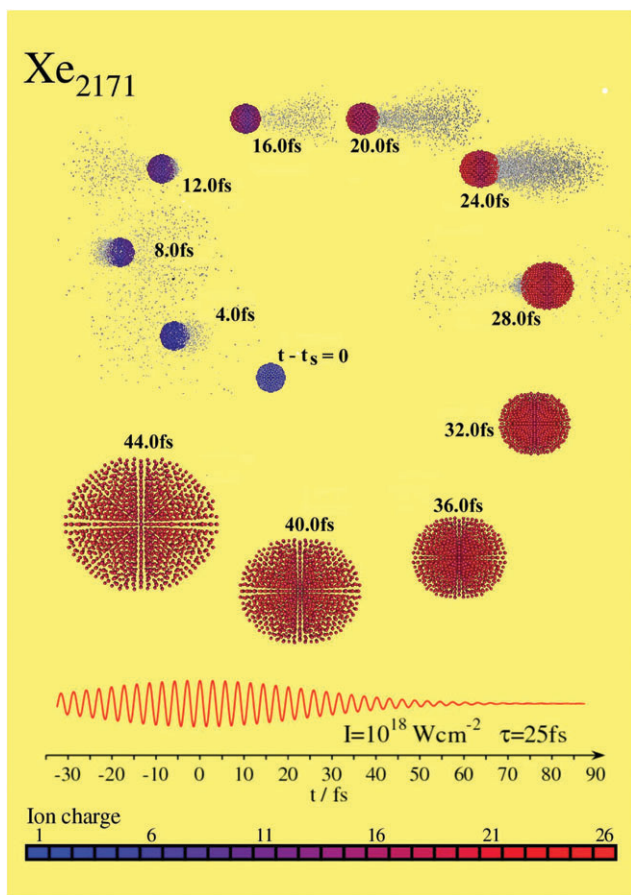 Xe2171
16.0fs
20.0fs
12.0fs
24.0fs
8.0fs
28.0fs
4.0fs
t - ts = 0
32.0fs
44.0fs
36.0fs
40.0fs
I=10^18 Wcm^-2 τ=25fs
-30 -20 -10 0 10 20 30 40 50 60 70 80 90
t / fs
Ion charge
1 6 11 16 21 26